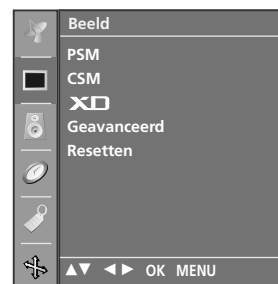 Beeld
PSM
CSM
XD
Geavanceerd
Resetten
▲▼ ◄► OK MENU